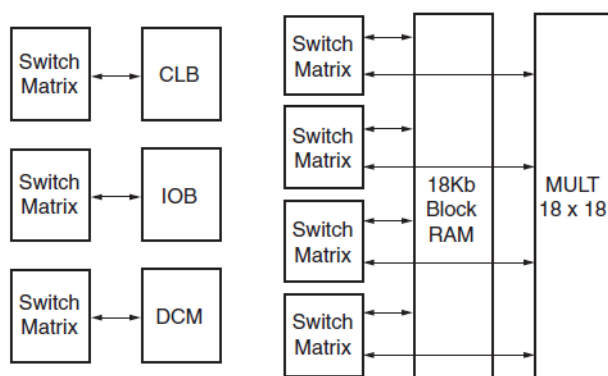 Switch
Matrix
CLB
Switch
Matrix
IOB
Switch
Matrix
DCM
Switch
Matrix
Switch
Matrix
Switch
Matrix
Switch
Matrix
18Kb
Block
RAM
MULT
18 x 18